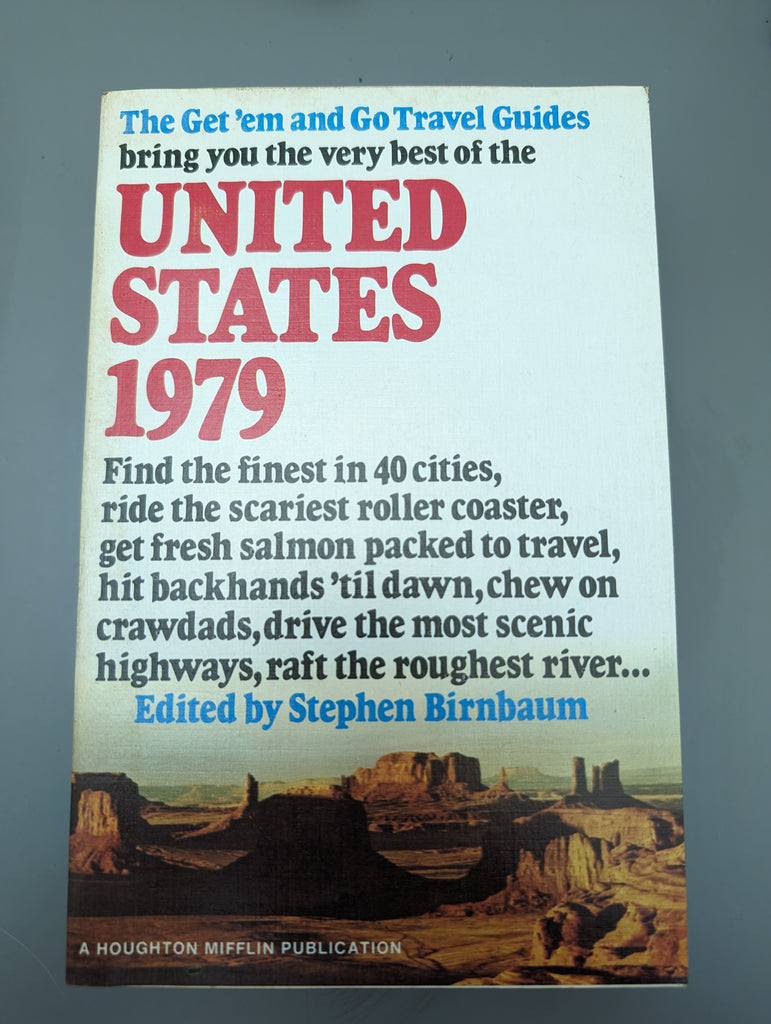 The Get 'em and Go Travel Guides
bring you the very best of the
UNITED
STATES
1979
Find the finest in 40 cities,
ride the scariest roller coaster,
get fresh salmon packed to travel,
hit backhands 'til dawn, chew on
crawdads, drive the most scenic
highways, raft the roughest river...
Edited by Stephen Birnbaum
A HOUGHTON MIFFLIN PUBLICATION